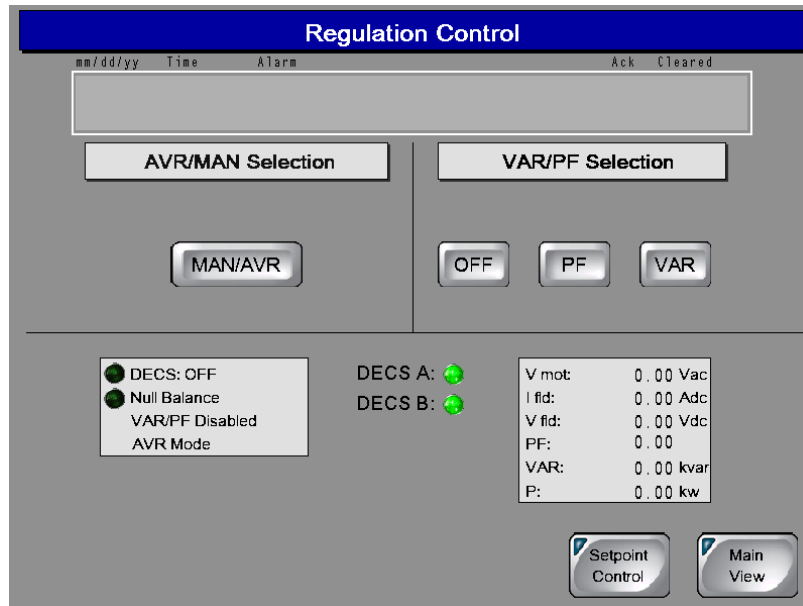 Regulation Control
mm/dd/yy Time Alarm Ack Cleared
AVR/MAN Selection
VAR/PF Selection
MAN/AVR
OFF
PF
VAR
DECS: OFF
Null Balance
VAR/PF Disabled
AVR Mode
DECS A:
DECS B:
V mot: 0.00 Vac
I fld: 0.00 Adc
V fld: 0.00 Vdc
PF: 0.00
VAR: 0.00 kvar
P: 0.00 kw
Setpoint
Control
Main
View